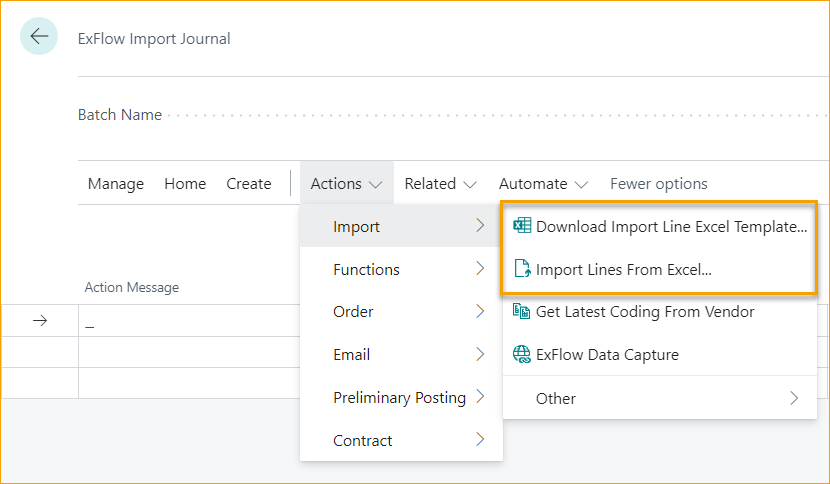 ExFlow Import Journal
Batch Name
Manage Home Create Actions Related Automate Fewer options
Import
Functions
Order
Email
Preliminary Posting
Contract
Download Import Line Excel Template...
Import Lines From Excel...
Get Latest Coding From Vendor
ExFlow Data Capture
Other
Action Message
_